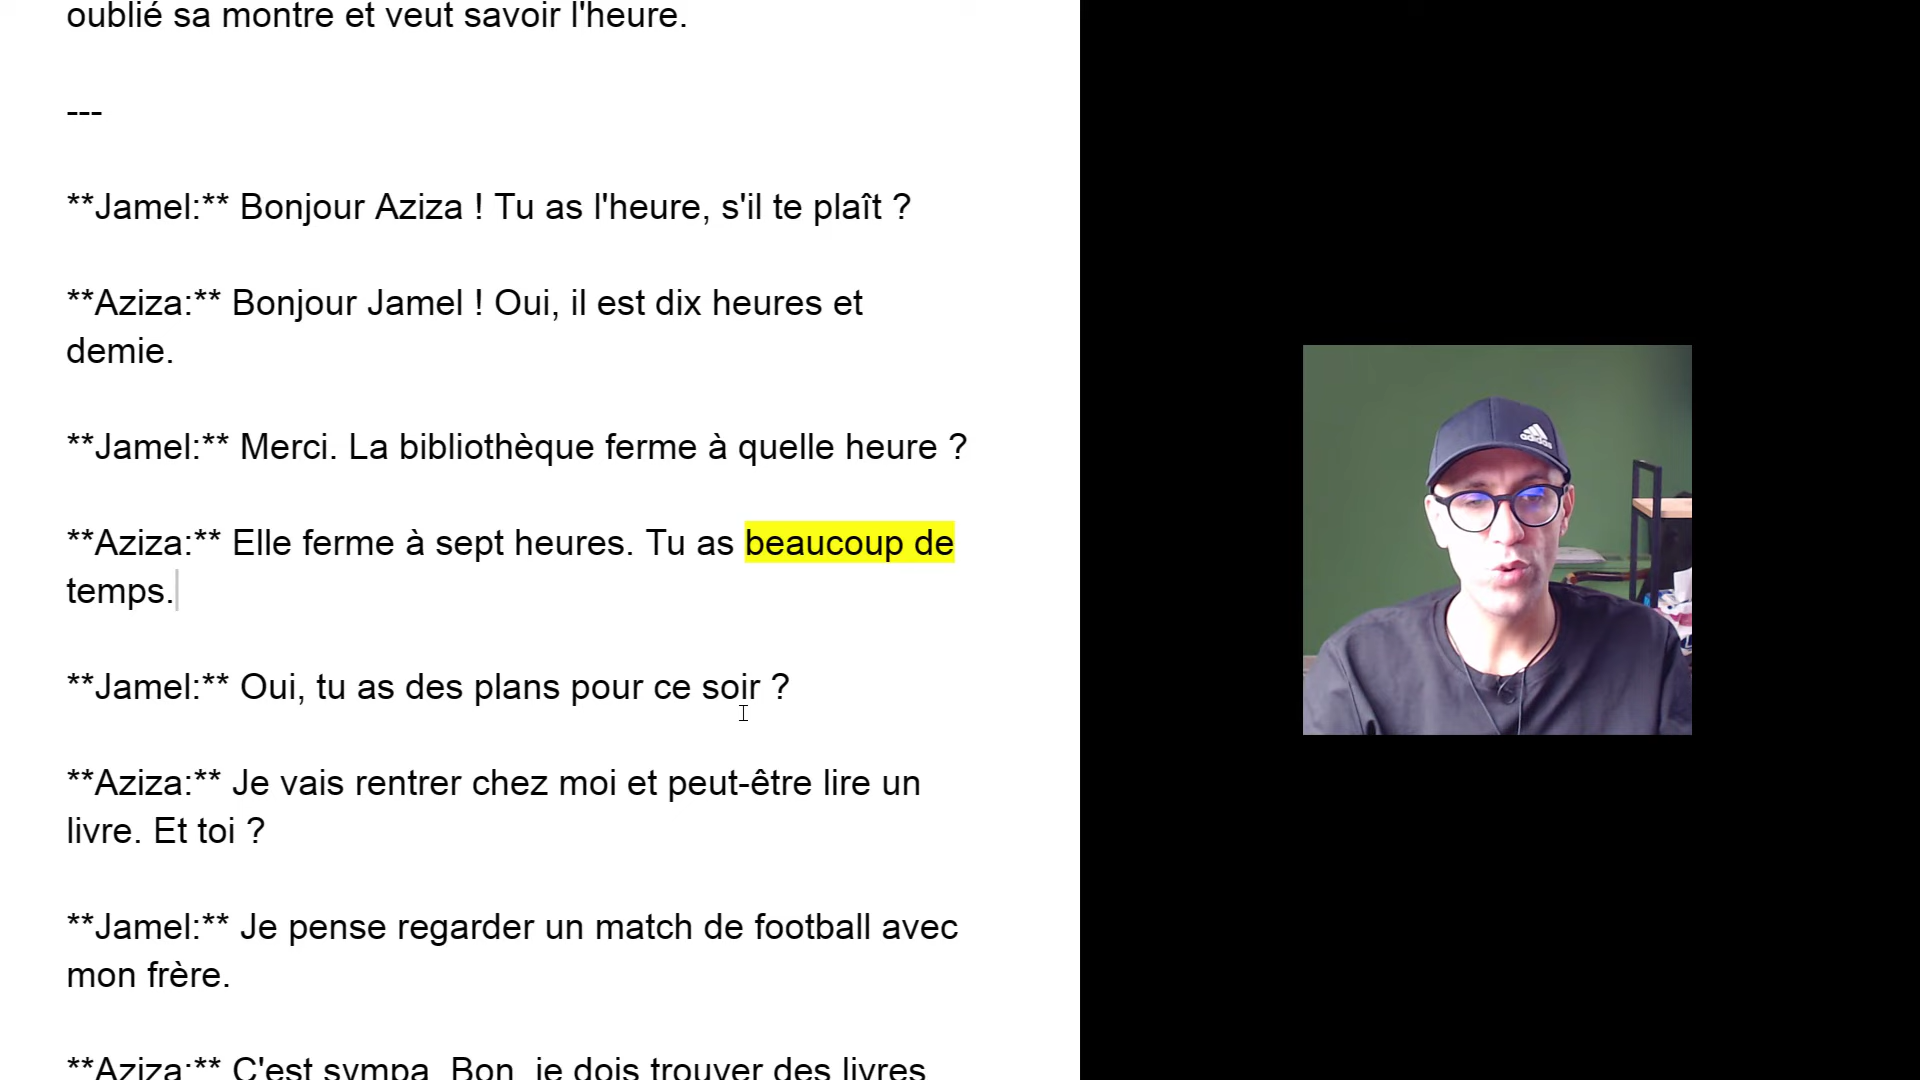 oublié sa montre et veut savoir l'heure.
---
**Jamel:** Bonjour Aziza ! Tu as l'heure, s'il te plaît ?
**Aziza:** Bonjour Jamel ! Oui, il est dix heures et
demie.
**Jamel:** Merci. La bibliothèque ferme à quelle heure ?
**Aziza:** Elle ferme à sept heures. Tu as beaucoup de
temps.
**Jamel:** Oui, tu as des plans pour ce soir ?
**Aziza:** Je vais rentrer chez moi et peut-être lire un
livre. Et toi ?
**Jamel:** Je pense regarder un match de football avec
mon frère.
**Aziza:** C'est sympa. Bon, je dois trouver des livres
adidas